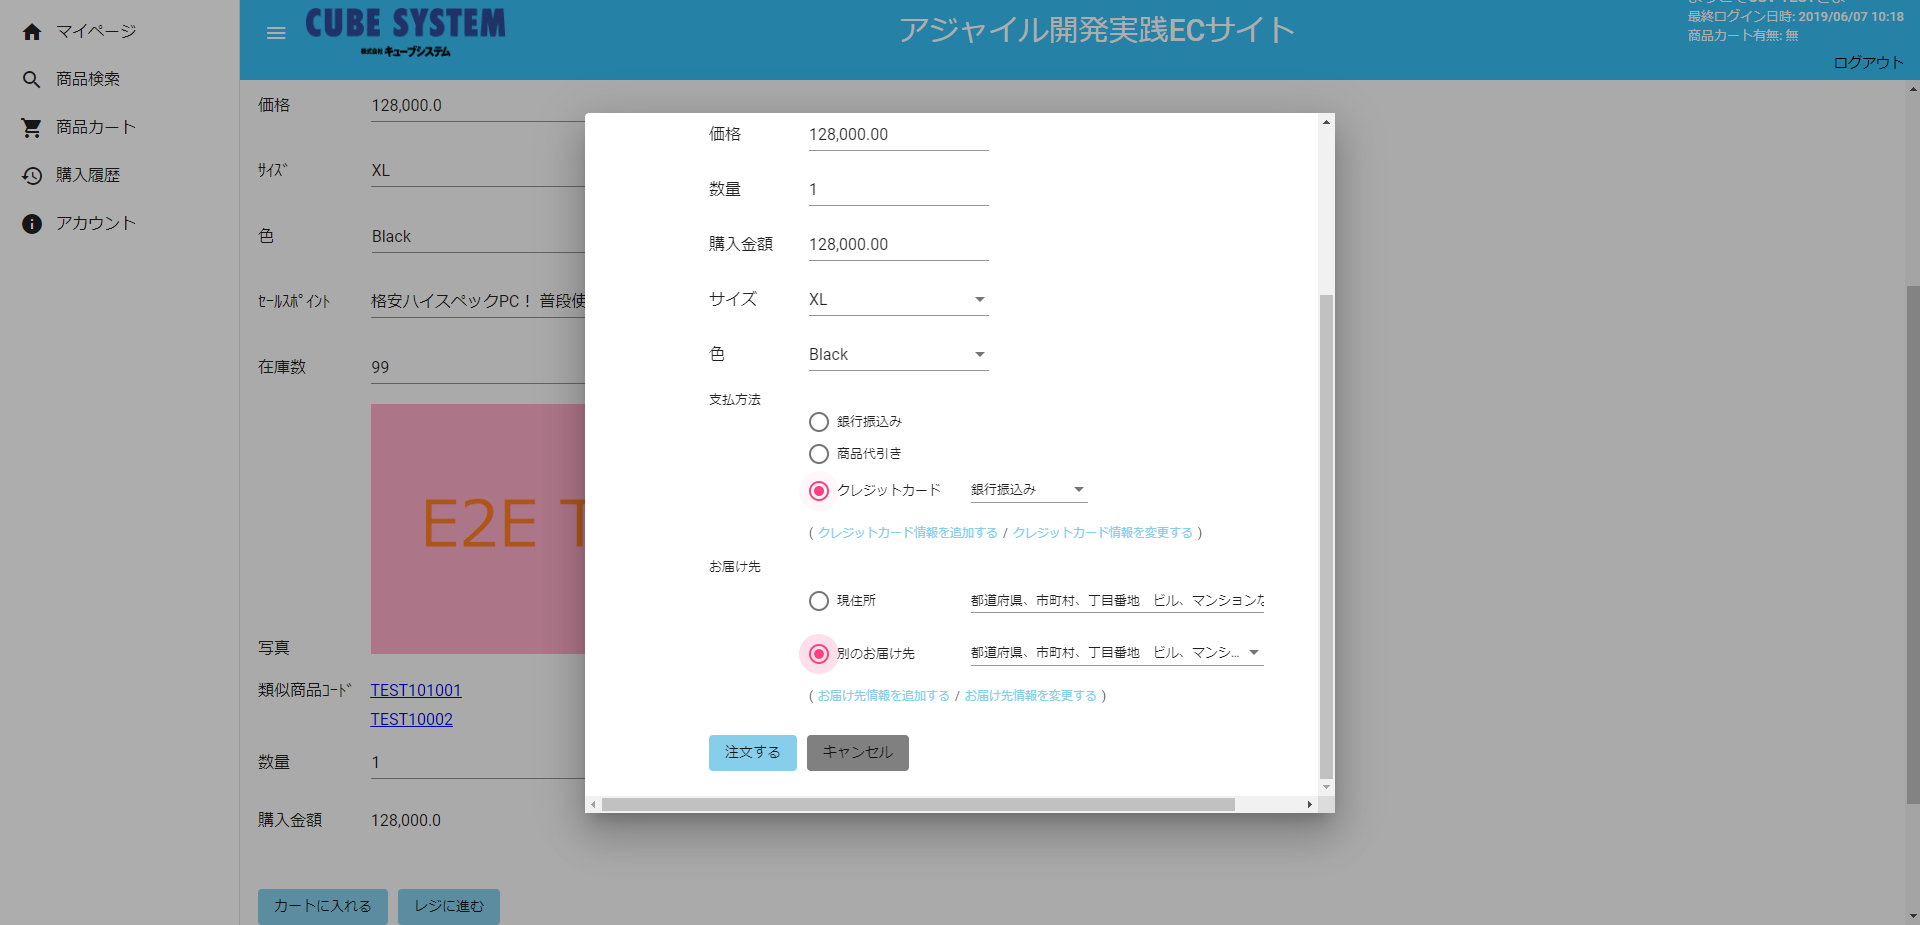 マイページ
商品検索
商品カート
購入履歴
アカウント
CUBE SYSTEM
株式会社 キューブシステム
アジャイル開発実践ECサイト
最終ログイン日時: 2019/06/07 10:18
商品カート有無: 無
ログアウト
価格 128,000.0
ｻｲｽﾞ XL
色 Black
ｾｰﾙｽﾎﾟｲﾝﾄ 格安ハイスペックPC！ 普段使
在庫数 99
E2E T
写真
類似商品ｺｰﾄﾞ TEST101001
TEST10002
数量 1
購入金額 128,000.0
カートに入れる レジに進む
価格 128,000.00
数量 1
購入金額 128,000.00
サイズ XL
色 Black
支払方法
銀行振込み
商品代引き
クレジットカード 銀行振込み
( クレジットカード情報を追加する / クレジットカード情報を変更する )
お届け先
現住所 都道府県、市町村、丁目番地　ビル、マンションな
別のお届け先 都道府県、市町村、丁目番地　ビル、マンシ...
( お届け先情報を追加する / お届け先情報を変更する )
注文する キャンセル